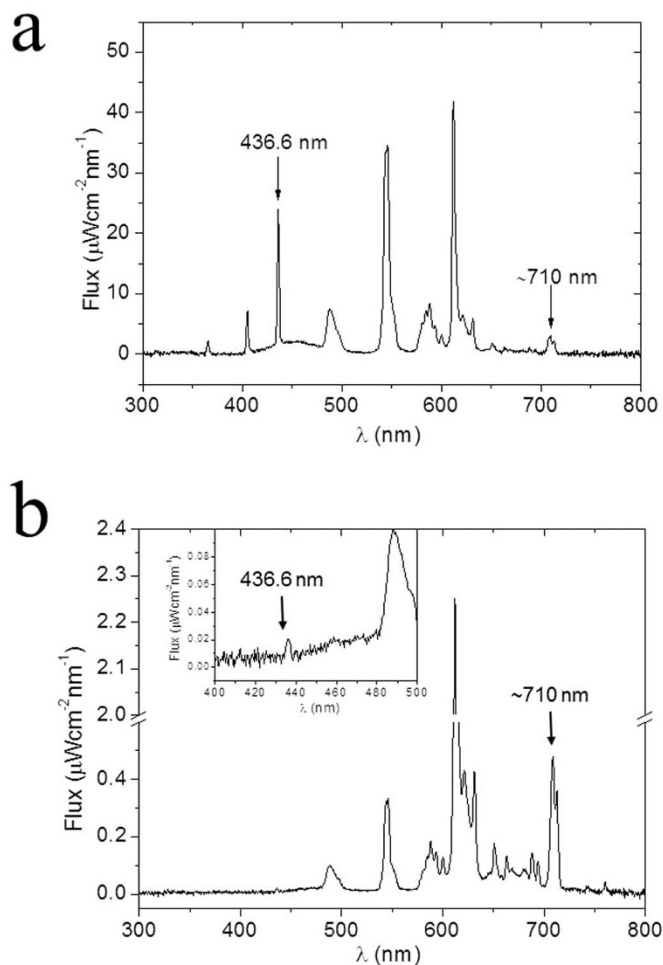 a
50
40
30
20
10
0
Flux (μWcm⁻²nm⁻¹)
436.6 nm
~710 nm
300 400 500 600 700 800
λ (nm)
b
2.4
2.3
2.2
2.1
2.0
0.4
0.2
0.0
Flux (μWcm⁻²nm⁻¹)
0.08
0.06
0.04
0.02
0.00
Flux (μWcm⁻²nm⁻¹)
436.6 nm
400 420 440 460 480 500
λ (nm)
~710 nm
300 400 500 600 700 800
λ (nm)